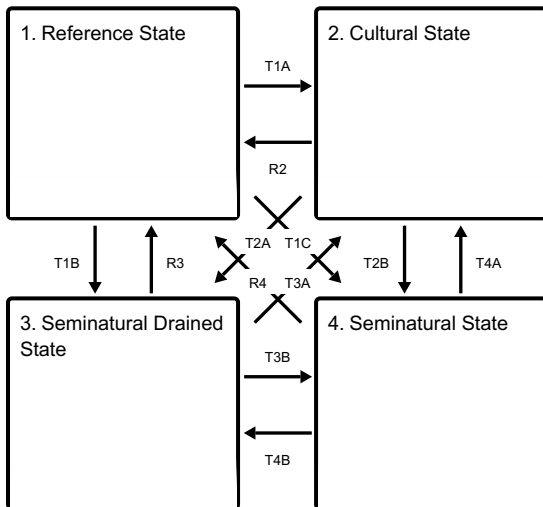 1. Reference State
2. Cultural State
T1A
R2
T2A
T1C
T1B
R3
T2B
T4A
R4
T3A
3. Seminatural Drained
State
4. Seminatural State
T3B
T4B